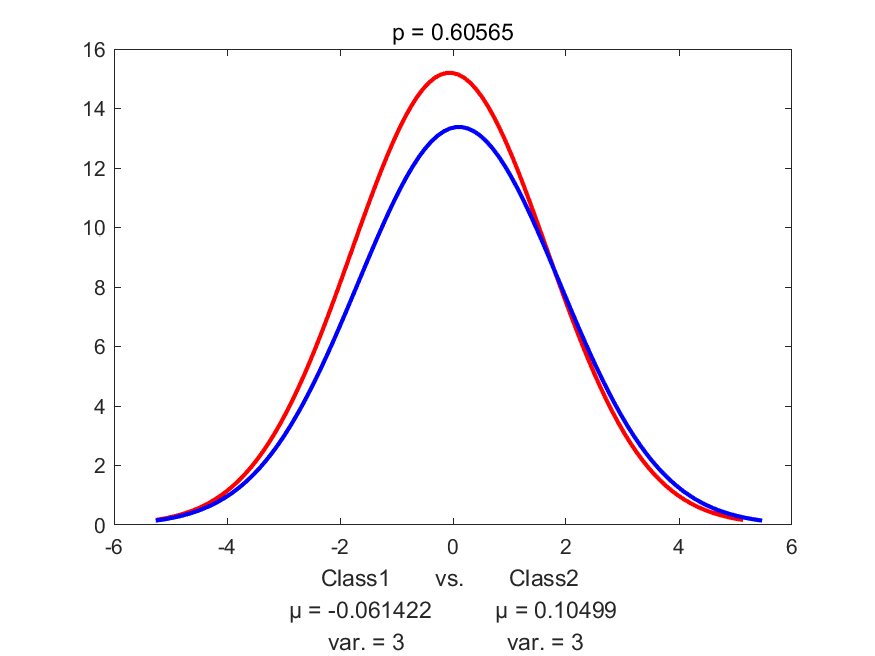 p = 0.60565
16
14
12
10
8
6
4
2
0
-6 -4 -2 0 2 4 6
Class1 vs. Class2
μ = -0.061422 μ = 0.10499
var. = 3 var. = 3